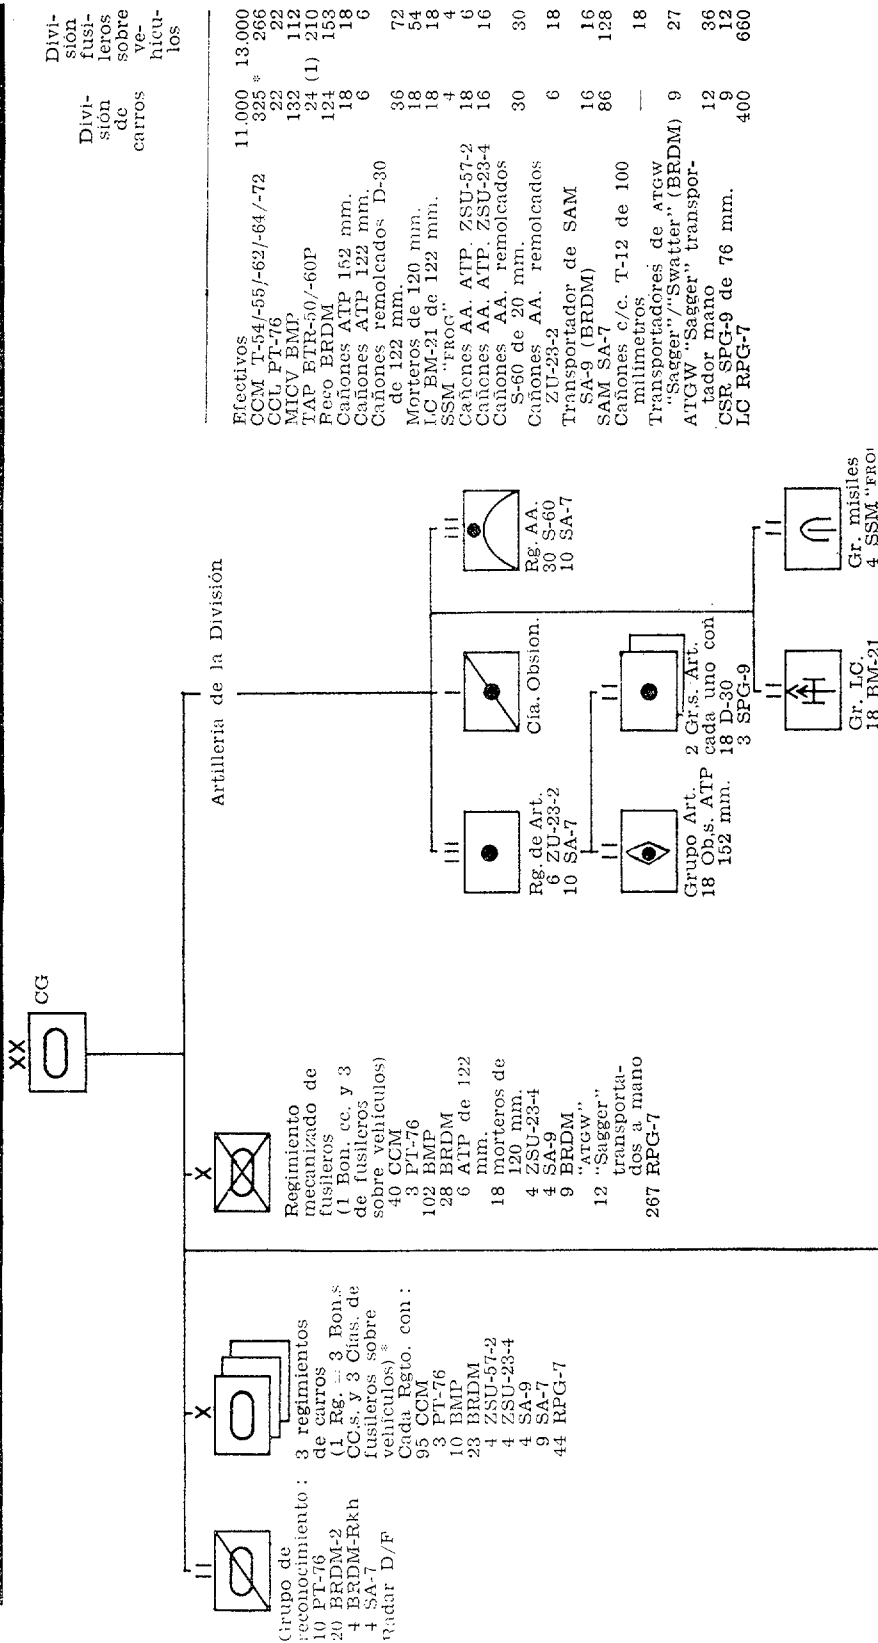 CG
Grupo de
reconocimiento :
10 PT-76
20 BRDM-2
4 BRDM-Rkh
4 SA-7
Radar D/F
3 regimientos
de carros
(1 Rg. = 3 Bon.s
CC.s. y 3 Cías. de
fusileros sobre
vehículos) *
Cada Rgto. con :
95 CCM
3 PT-76
10 BMP
23 BRDM
4 ZSU-57-2
4 ZSU-23-4
4 SA-9
9 SA-7
44 RPG-7
Regimiento
mecanizado de
fusileros
(1 Bon. cc. y 3
de fusileros
sobre vehículos)
40 CCM
3 PT-76
102 BMP
28 BRDM
6 ATP de 122
mm.
18 morteros de
120 mm.
4 ZSU-23-4
4 SA-9
9 BRDM
"ATGW"
12 "Sagger"
transporta-
dos a mano
267 RPG-7
Artillería de la División
Rg. de Art.
6 ZU-23-2
10 SA-7
Cía. Obsion.
Rg. AA.
30 S-60
10 SA-7
Grupo Art.
18 Ob.s. ATP
152 mm.
2 Gr.s. Art.
cada uno con
18 D-30
3 SPG-9
Gr. LC.
18 BM-21
Gr. misiles
4 SSM "FRO
Divi-
sión
de
carros
Divi-
sión
fusi-
leros
sobre
ve-
hícu-
los
Efectivos 11.000 13.000
CCM T-54/-55/-62/-64/-72 325 * 266
CCL PT-76 22 22
MICV BMP 132 112
TAP BTR-50/-60P 24 (1) 210
Reco BRDM 124 153
Cañones ATP 152 mm. 18 18
Cañones ATP 122 mm. 6 6
Cañones remolcados D-30
de 122 mm. 36 72
Morteros de 120 mm. 18 54
LC BM-21 de 122 mm. 18 18
SSM "FROG" 4 4
Cañones AA. ATP. ZSU-57-2 18 6
Cañones AA. ATP. ZSU-23-4 16 16
Cañones AA. remolcados
S-60 de 20 mm. 30 30
Cañones AA. remolcados
ZU-23-2 6 18
Transportador de SAM
SA-9 (BRDM) 16 16
SAM SA-7 86 128
Cañones c/c. T-12 de 100
milímetros — 18
Transportadores de ATGW
"Sagger"/"Swatter" (BRDM) 9 27
ATGW "Sagger" transpor-
tador mano 12 36
CSR SPG-9 de 76 mm. 9 12
LC RPG-7 400 660